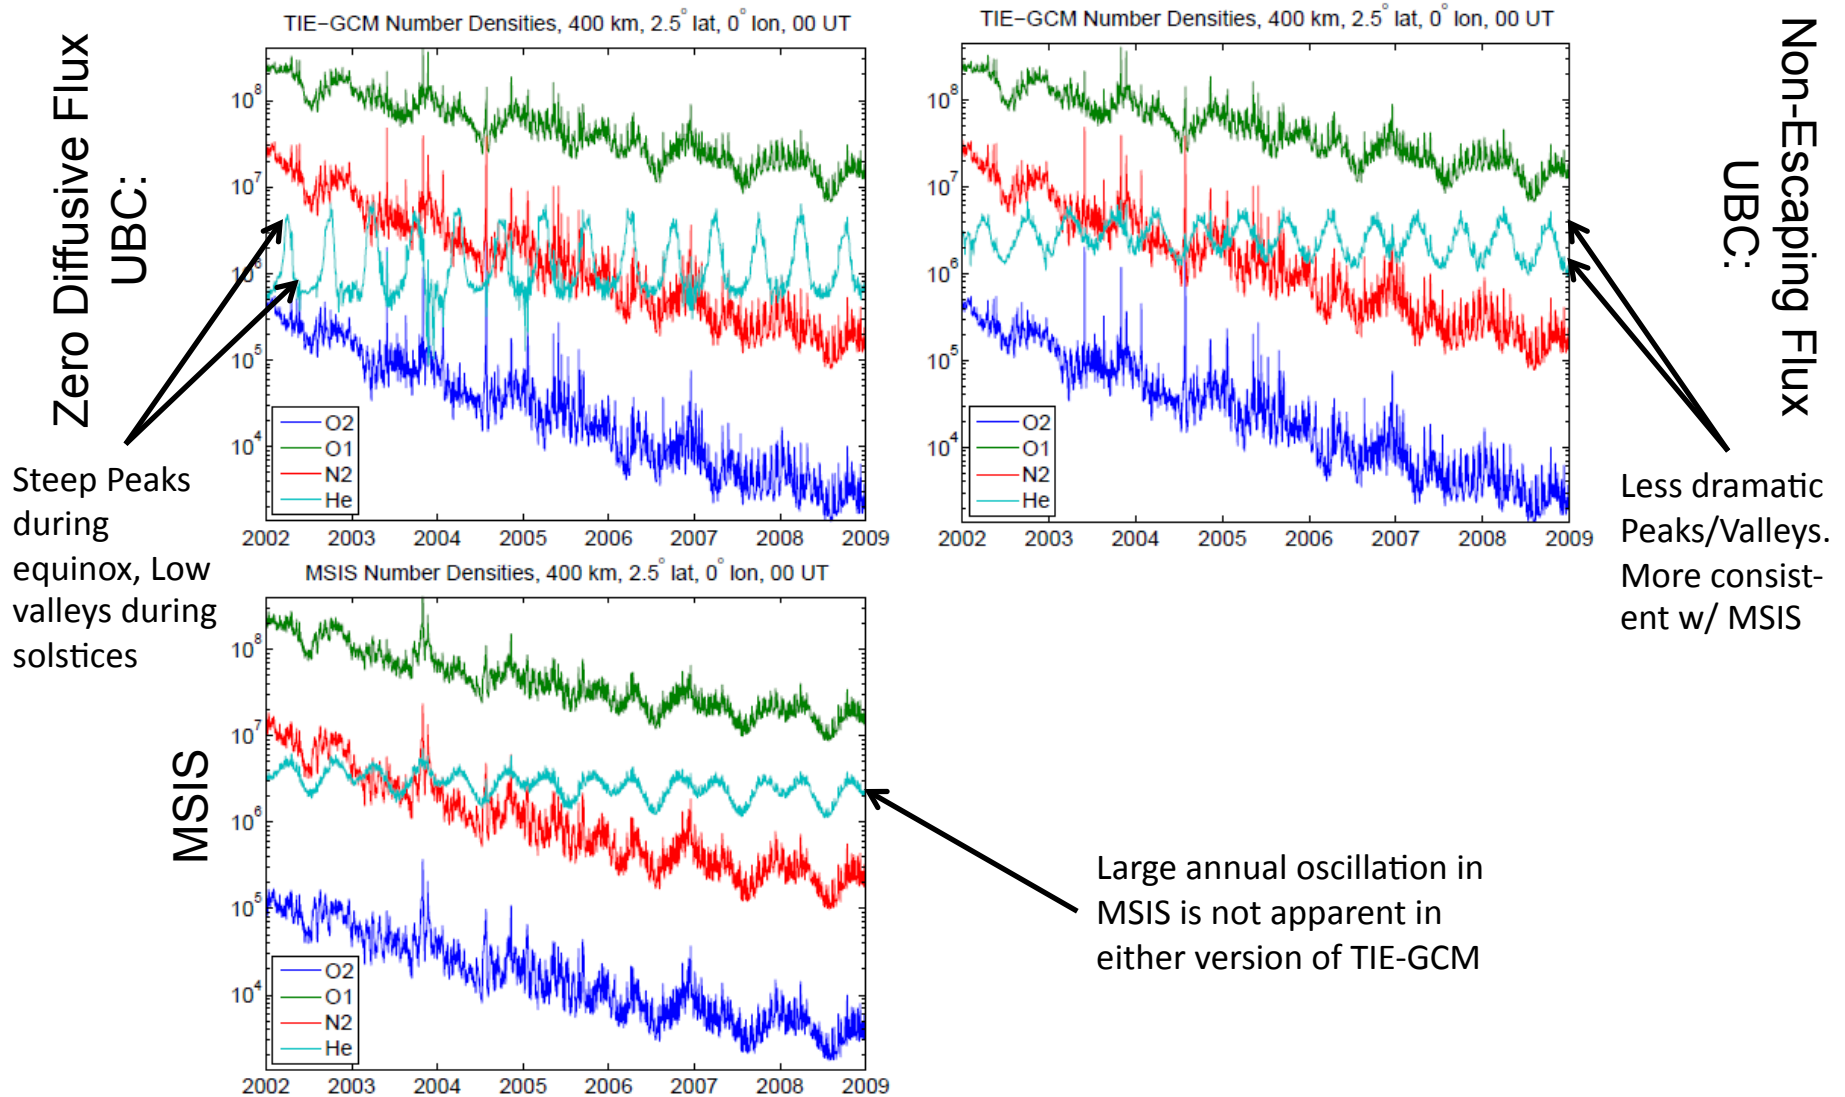 Zero Diffusive Flux
UBC:
TIE-GCM Number Densities, 400 km, 2.5° lat, 0° lon, 00 UT
10^8
10^7
10^6
10^5
10^4
O2
O1
N2
He
2002 2003 2004 2005 2006 2007 2008 2009
Steep Peaks
during
equinox, Low
valleys during
solstices
TIE-GCM Number Densities, 400 km, 2.5° lat, 0° lon, 00 UT
10^8
10^7
10^6
10^5
10^4
O2
O1
N2
He
2002 2003 2004 2005 2006 2007 2008 2009
Non-Escaping Flux
UBC:
Less dramatic
Peaks/Valleys.
More consist-
ent w/ MSIS
MSIS
MSIS Number Densities, 400 km, 2.5° lat, 0° lon, 00 UT
10^8
10^7
10^6
10^5
10^4
O2
O1
N2
He
2002 2003 2004 2005 2006 2007 2008 2009
Large annual oscillation in
MSIS is not apparent in
either version of TIE-GCM